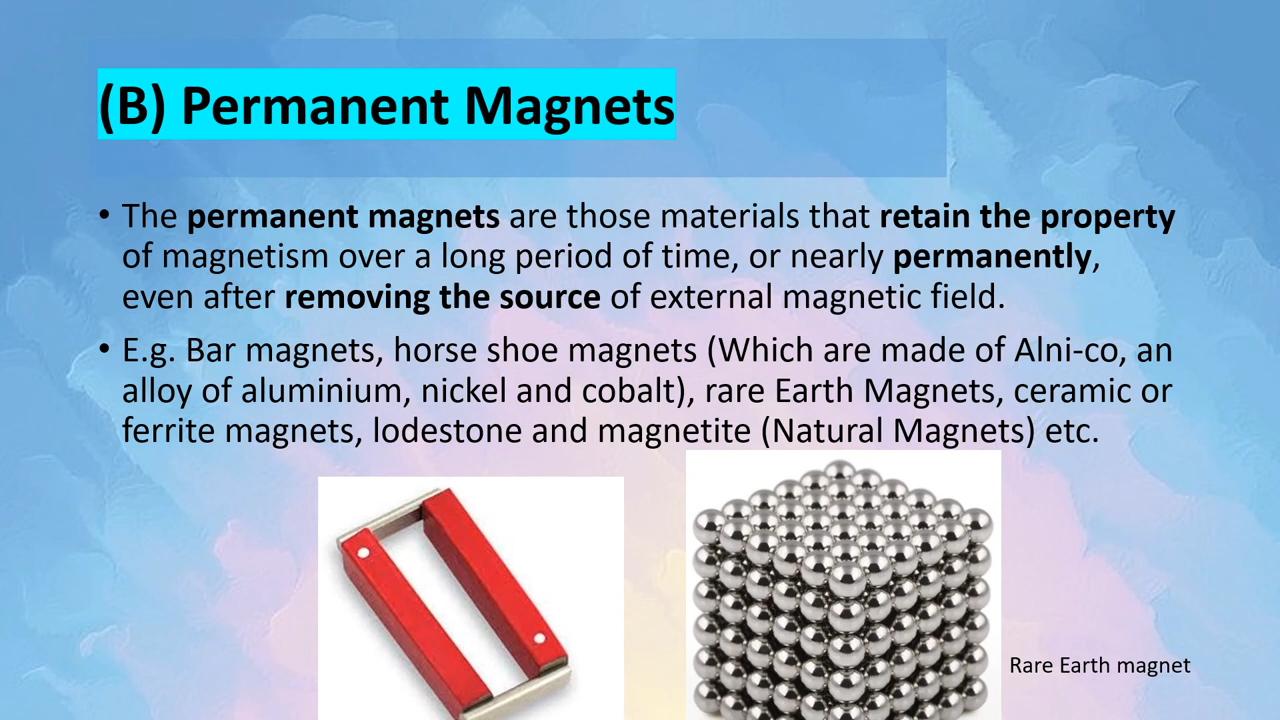 (B) Permanent Magnets
• The permanent magnets are those materials that retain the property
of magnetism over a long period of time, or nearly permanently,
even after removing the source of external magnetic field.
• E.g. Bar magnets, horse shoe magnets (Which are made of Alni-co, an
alloy of aluminium, nickel and cobalt), rare Earth Magnets, ceramic or
ferrite magnets, lodestone and magnetite (Natural Magnets) etc.
Rare Earth magnet